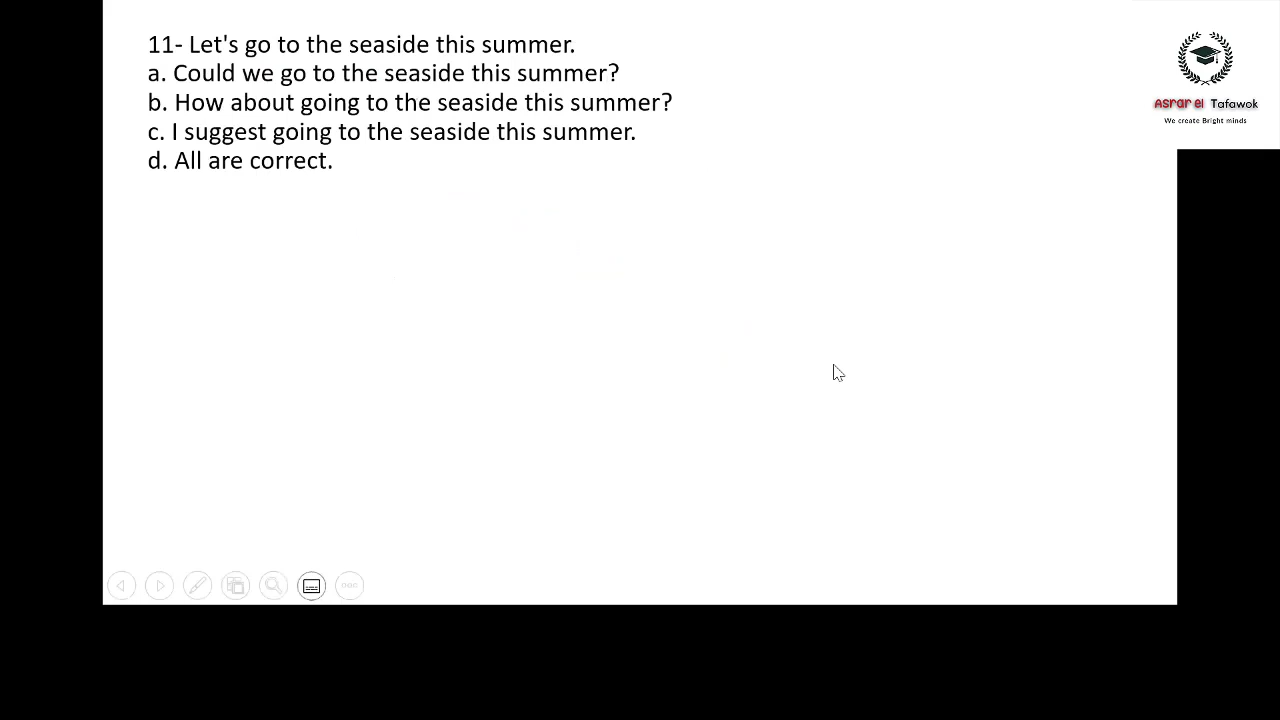 11- Let's go to the seaside this summer.
a. Could we go to the seaside this summer?
b. How about going to the seaside this summer?
c. I suggest going to the seaside this summer.
d. All are correct.
Asrar el Tafawok
We create Bright minds